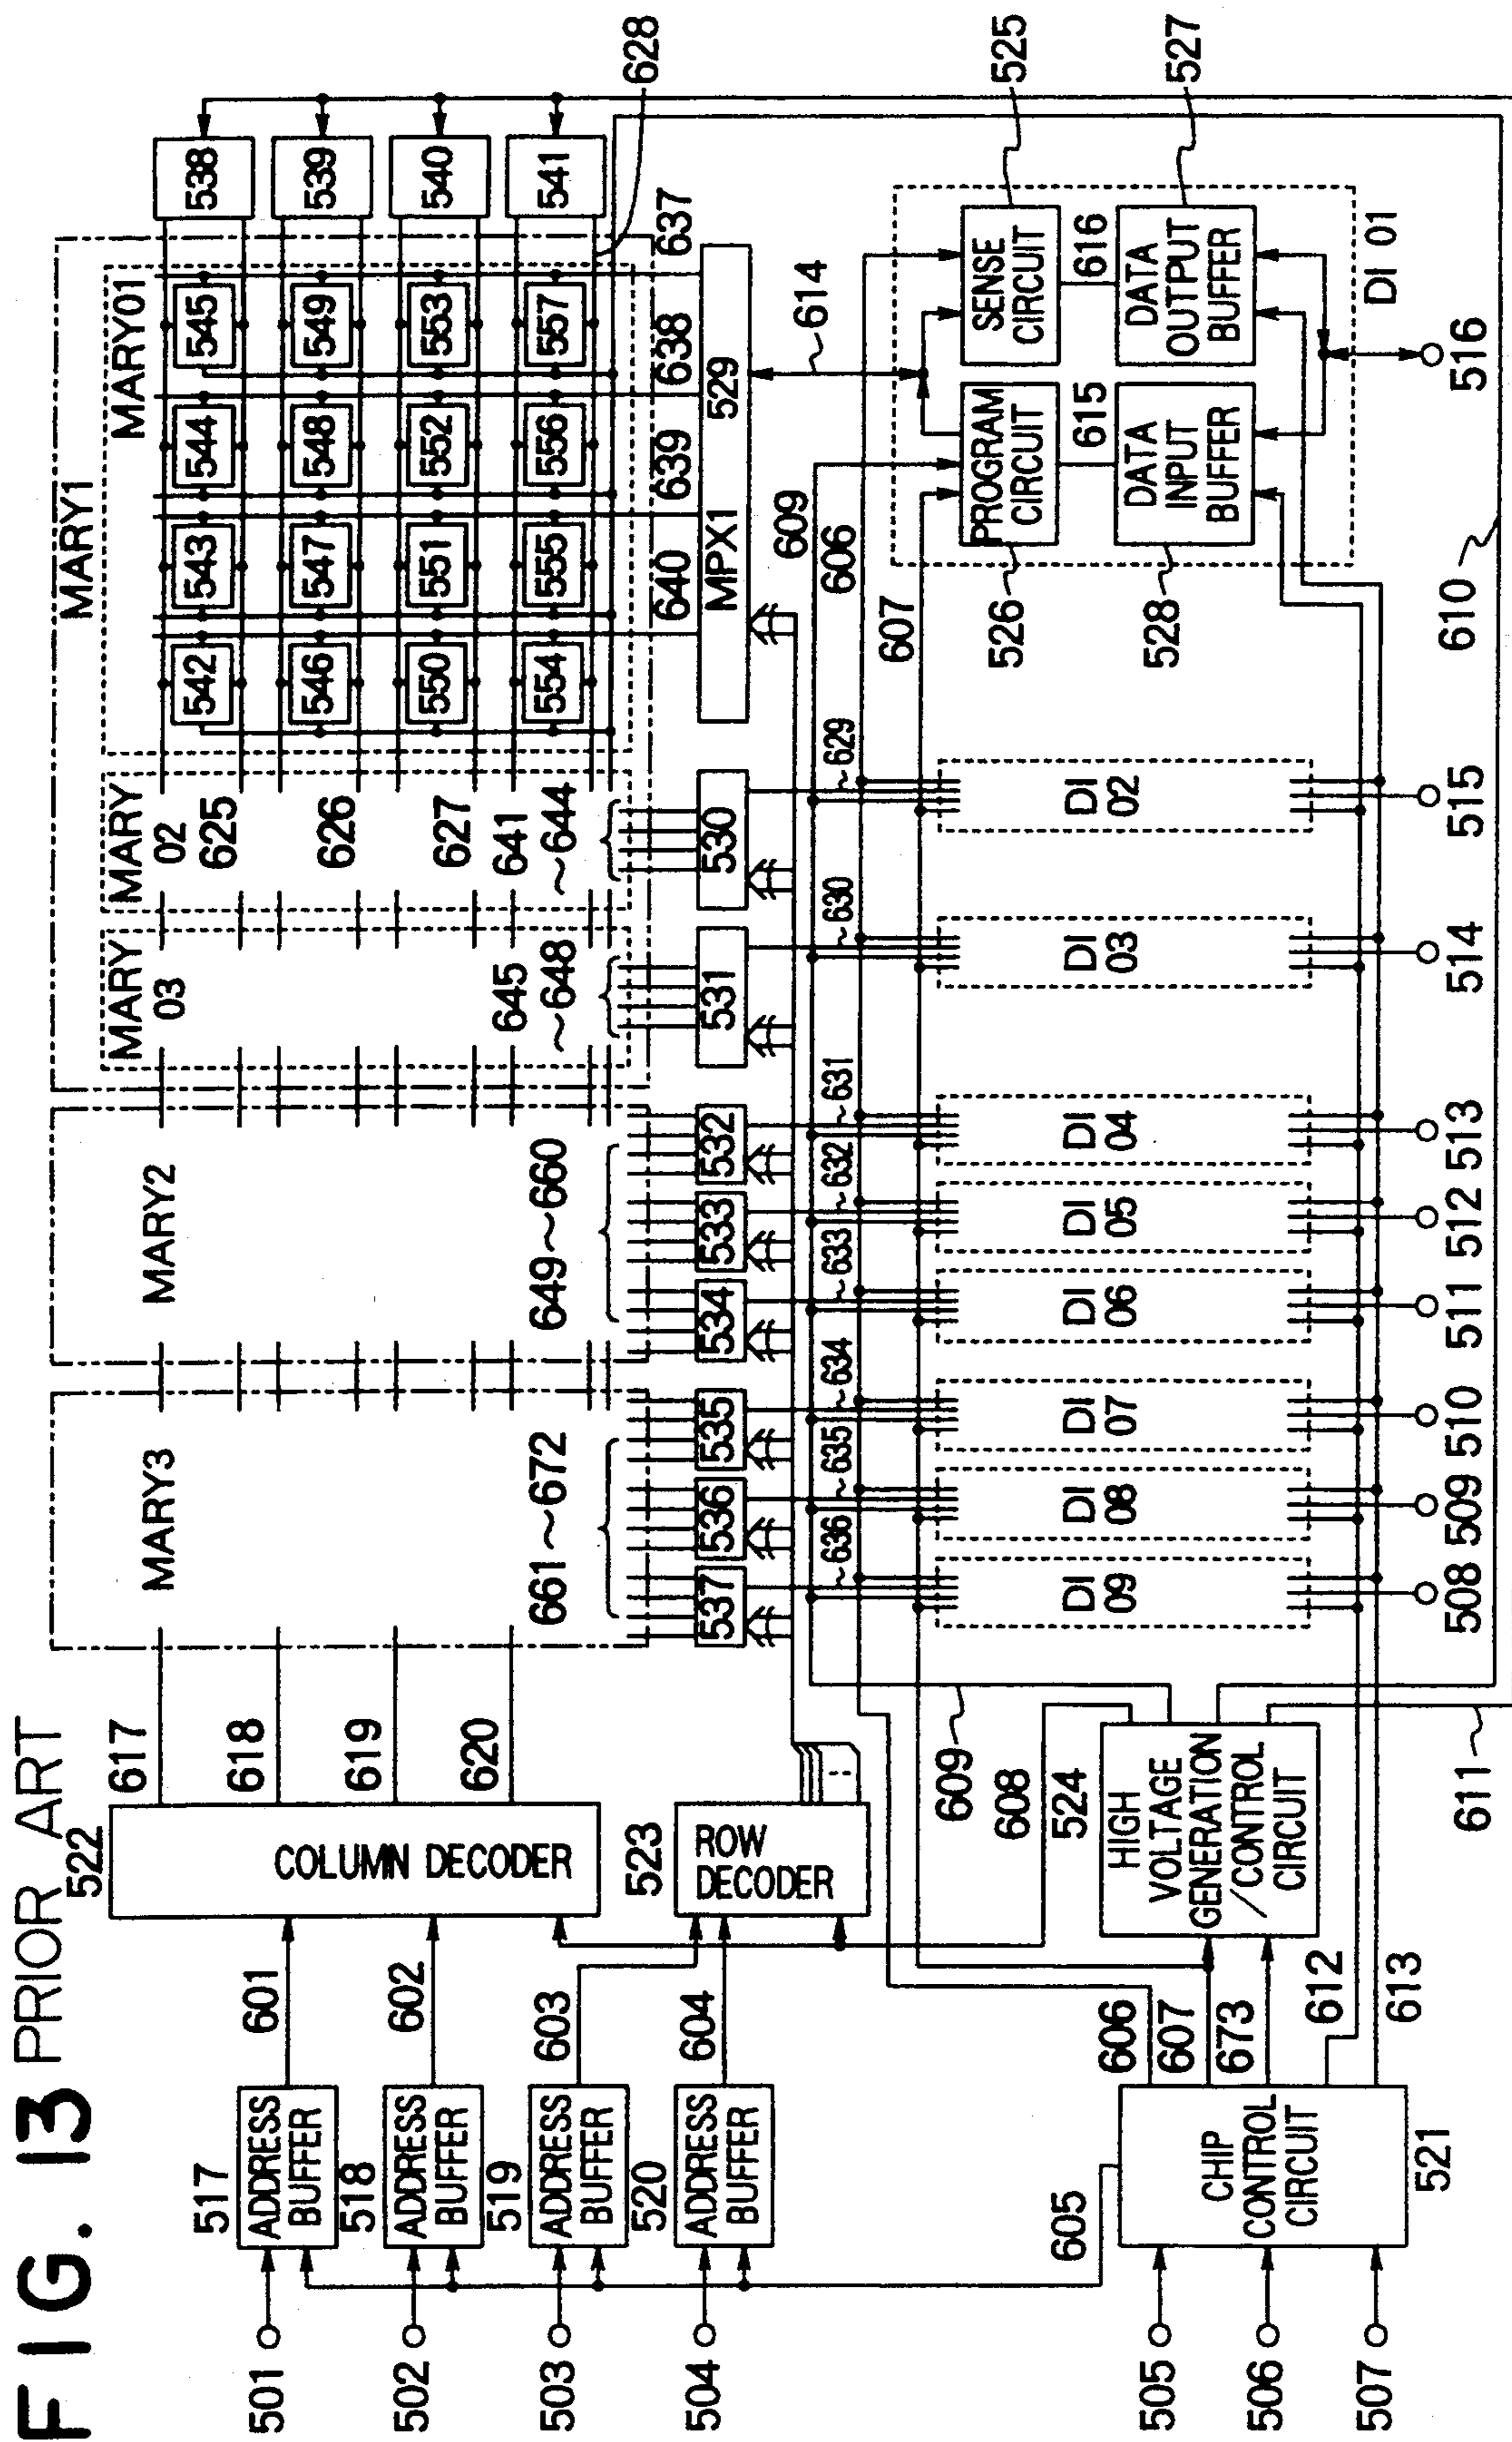 FIG. 13 PRIOR ART
501
502
503
504
505
506
507
517
ADDRESS
BUFFER
518
ADDRESS
BUFFER
519
ADDRESS
BUFFER
520
ADDRESS
BUFFER
605
CHIP
CONTROL
CIRCUIT
521
601
602
603
604
606
607
673
612
613
522
COLUMN DECODER
523
ROW
DECODER
608
524
HIGH
VOLTAGE
GENERATION
/CONTROL
CIRCUIT
617
618
619
620
609
611
MARY3
661~672
537
536
535
636
635
634
DI
09
DI
08
DI
07
508
509
510
MARY2
649~660
534
533
532
633
632
631
DI
06
DI
05
DI
04
511
512
513
MARY1
MARY
03
645
~648
531
630
DI
03
514
MARY
02
625
626
627
641
~644
530
629
DI
02
515
MARY01
542
543
544
545
546
547
548
549
550
551
552
553
554
555
556
557
538
539
540
541
628
640
639
638
637
MPX1
529
609
606
607
614
526
PROGRAM
CIRCUIT
SENSE
CIRCUIT
525
615
616
528
DATA
INPUT
BUFFER
DATA
OUTPUT
BUFFER
527
DI 01
516
610